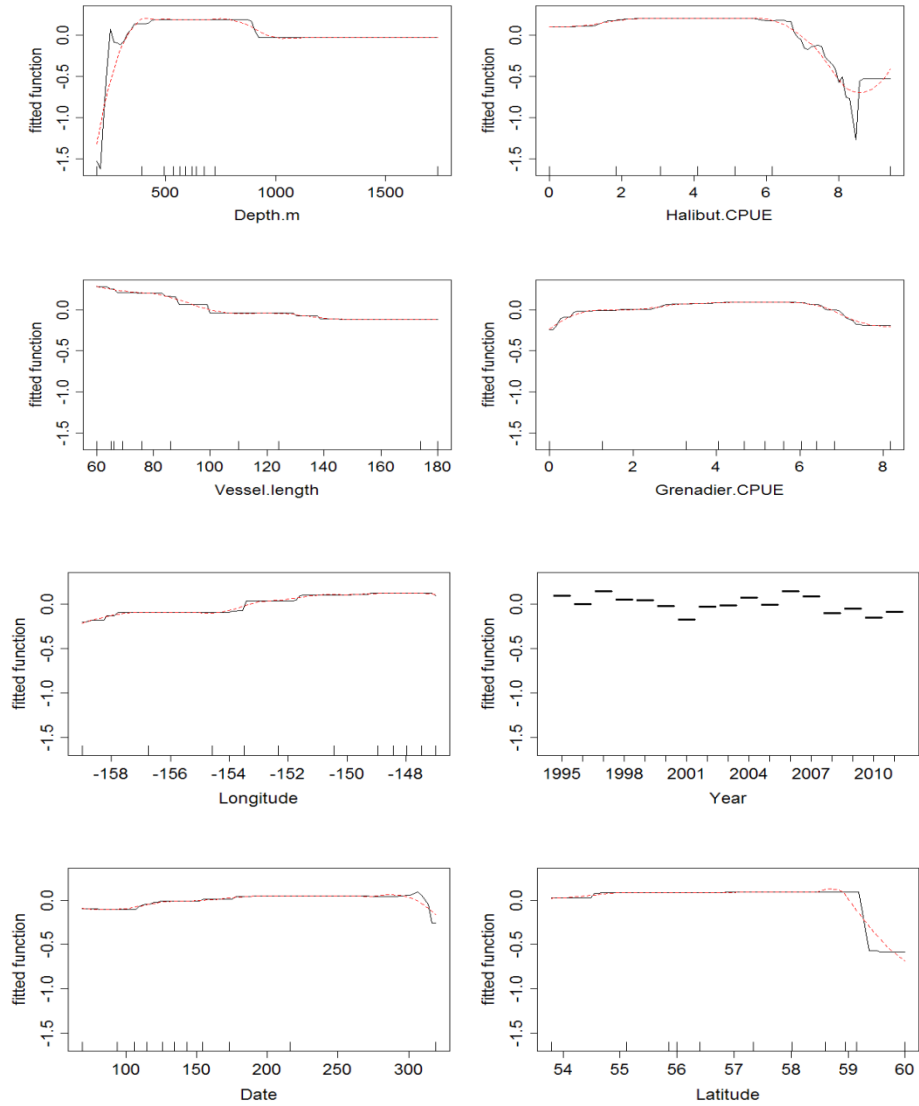 fitted function
0.0
-0.5
-1.0
-1.5
500 1000 1500
Depth.m
fitted function
0.0
-0.5
-1.0
-1.5
0 2 4 6 8
Halibut.CPUE
fitted function
0.0
-0.5
-1.0
-1.5
60 80 100 120 140 160 180
Vessel.length
fitted function
0.0
-0.5
-1.0
-1.5
0 2 4 6 8
Grenadier.CPUE
fitted function
0.0
-0.5
-1.0
-1.5
-158 -156 -154 -152 -150 -148
Longitude
fitted function
0.0
-0.5
-1.0
-1.5
1995 1998 2001 2004 2007 2010
Year
fitted function
0.0
-0.5
-1.0
-1.5
100 150 200 250 300
Date
fitted function
0.0
-0.5
-1.0
-1.5
54 55 56 57 58 59 60
Latitude